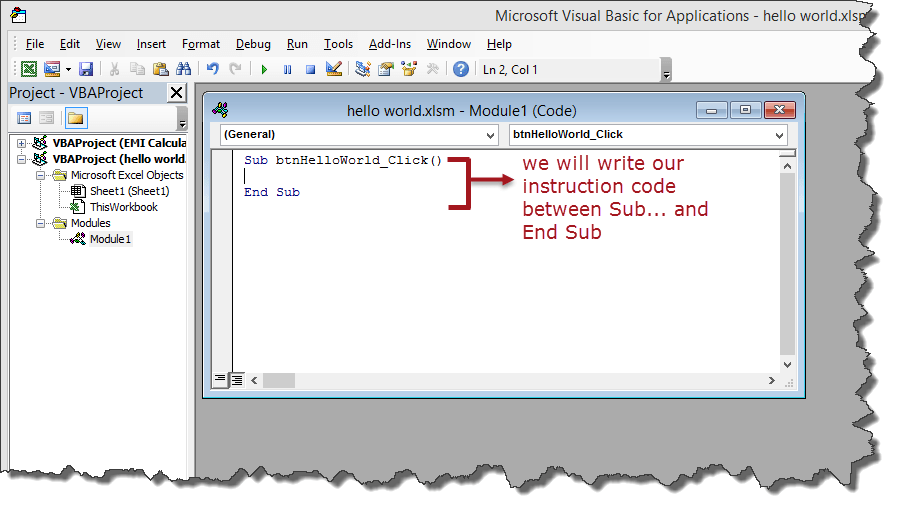 Microsoft Visual Basic for Applications - hello world.xlsm
File Edit View Insert Format Debug Run Tools Add-Ins Window Help
Ln 2, Col 1
Project - VBAProject
VBAProject (EMI Calcula
VBAProject (hello world.
Microsoft Excel Objects
Sheet1 (Sheet1)
ThisWorkbook
Modules
Module1
hello world.xlsm - Module1 (Code)
(General) btnHelloWorld_Click
Sub btnHelloWorld_Click()
End Sub
we will write our
instruction code
between Sub... and
End Sub